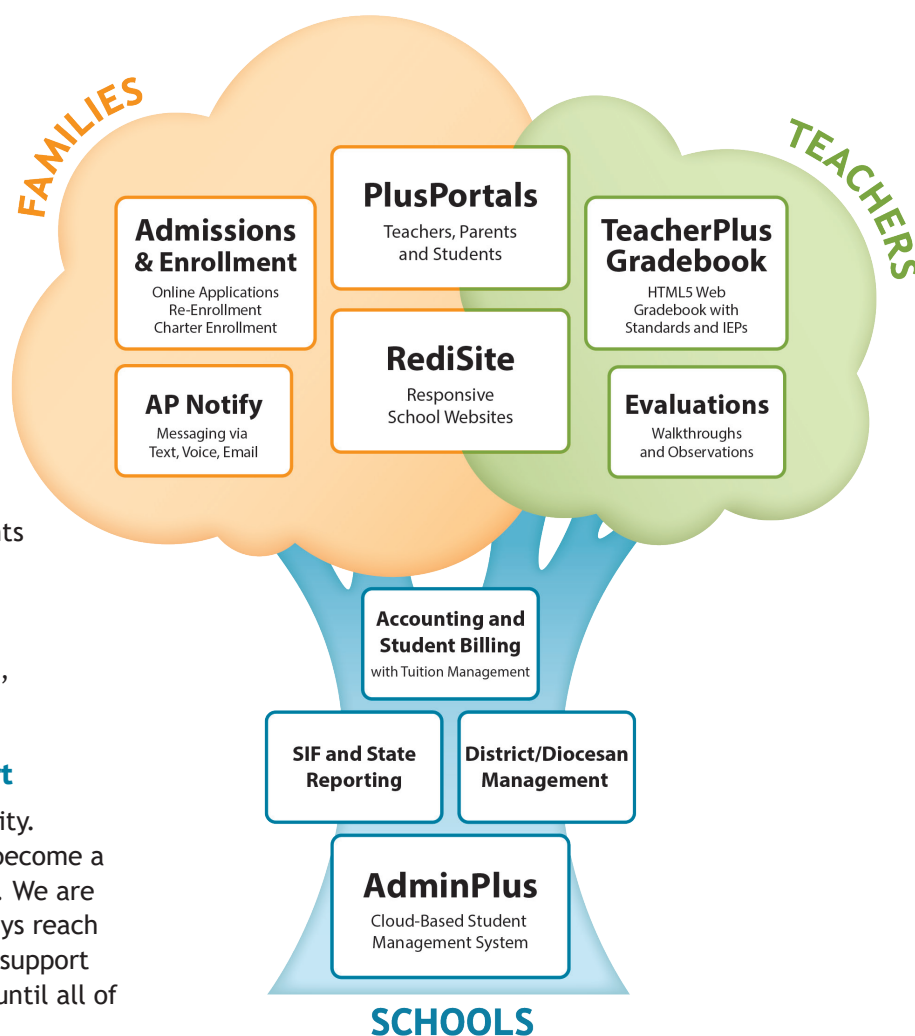 FAMILIES
TEACHERS
PlusPortals
Teachers, Parents
and Students
Admissions
& Enrollment
Online Applications
Re-Enrollment
Charter Enrollment
TeacherPlus
Gradebook
HTML5 Web
Gradebook with
Standards and IEPs
RediSite
Responsive
School Websites
AP Notify
Messaging via
Text, Voice, Email
Evaluations
Walkthroughs
and Observations
Accounting and
Student Billing
with Tuition Management
SIF and State
Reporting
District/Diocesan
Management
AdminPlus
Cloud-Based Student
Management System
SCHOOLS
become a
. We are
reach
support
until all of